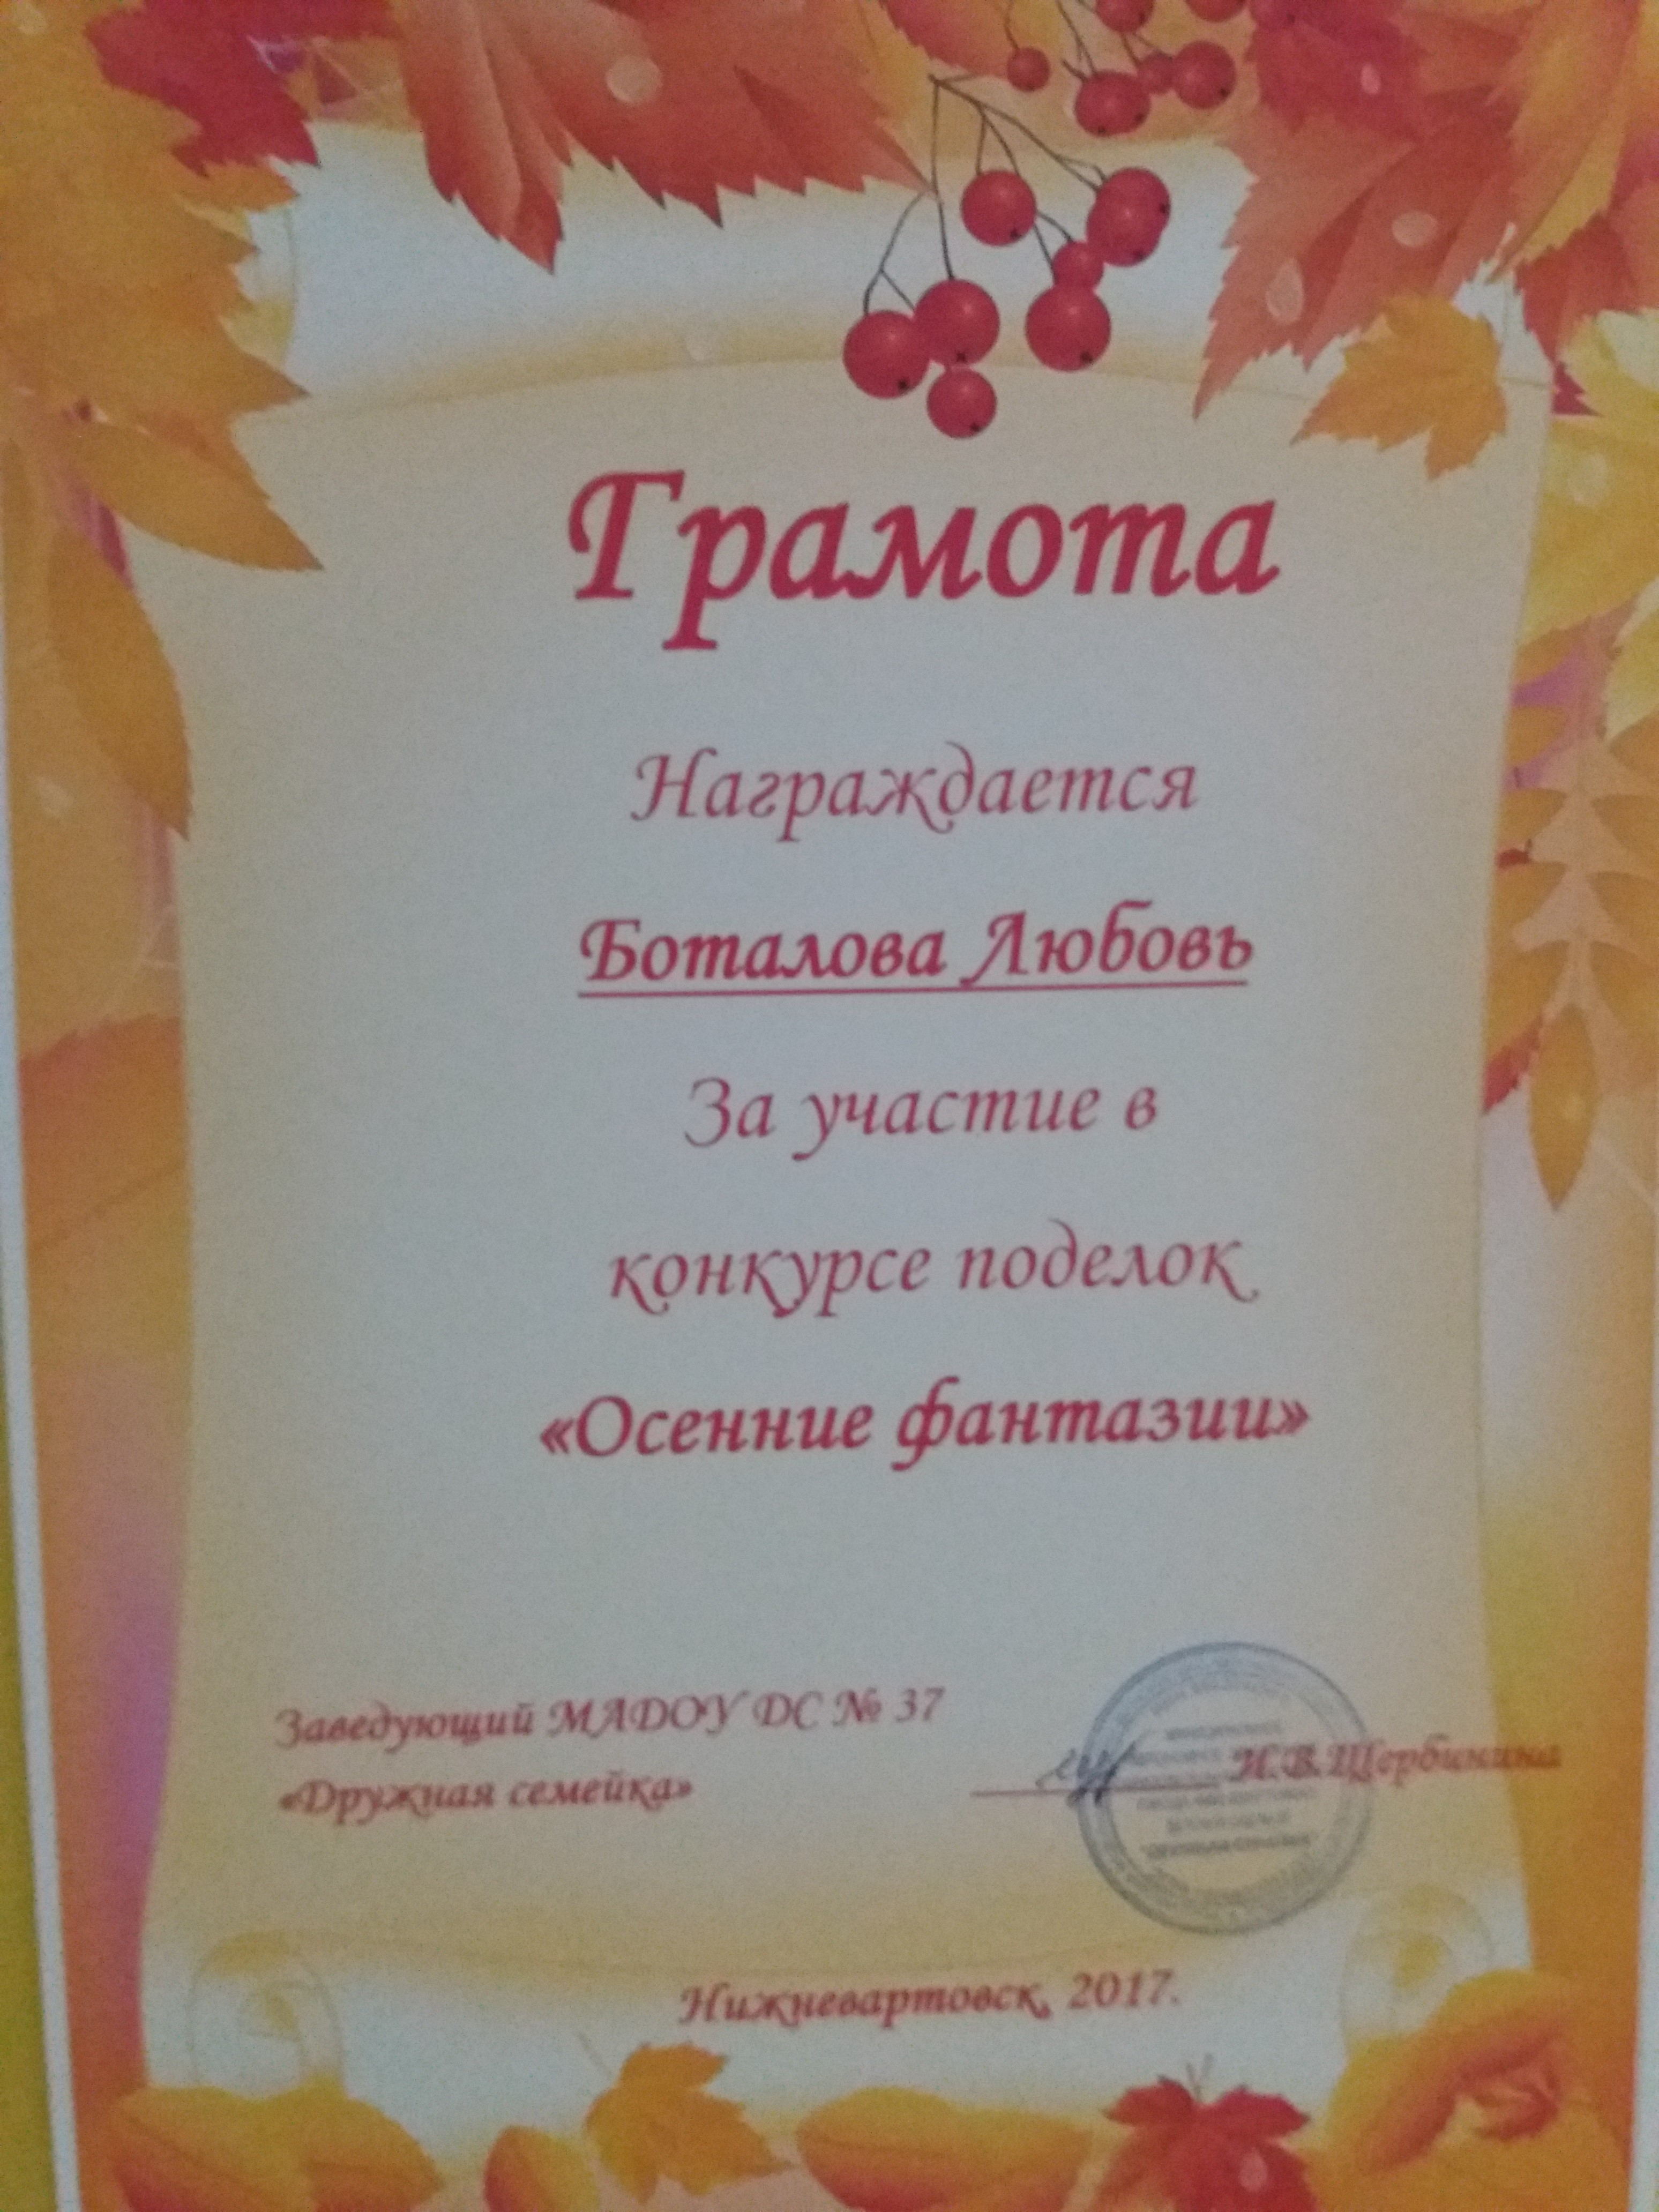 Грамота
Награждается
Боталова Любовь
За участие в
конкурсе поделок
«Осенние фантазии»
Заведующий МАДОУ ДС № 37
«Дружная семейка»
Н.В.Щербинина
Нижневартовск, 2017.